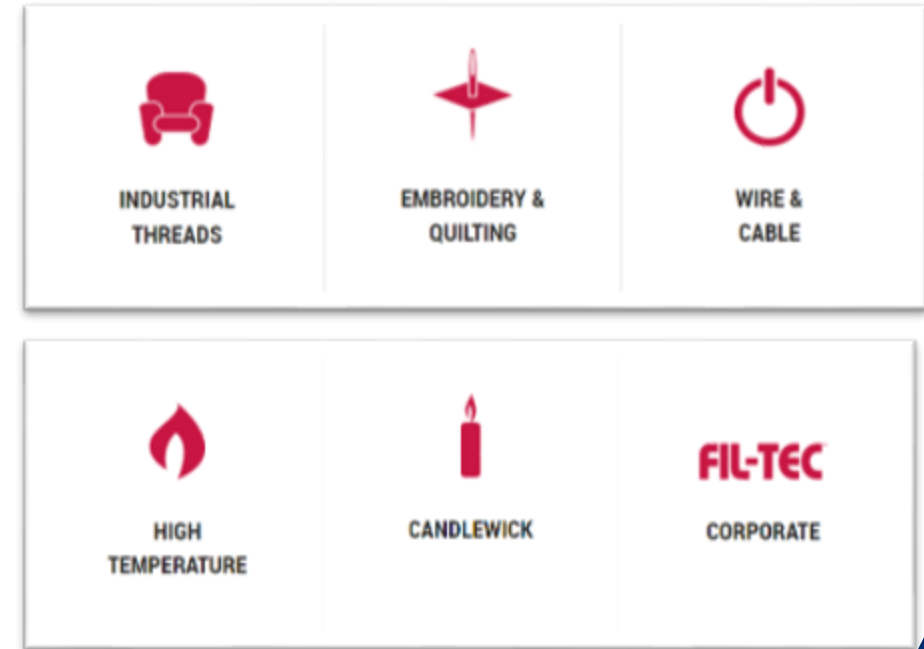 INDUSTRIAL
THREADS
EMBROIDERY &
QUILTING
WIRE &
CABLE
HIGH
TEMPERATURE
CANDLEWICK
FIL-TEC
CORPORATE